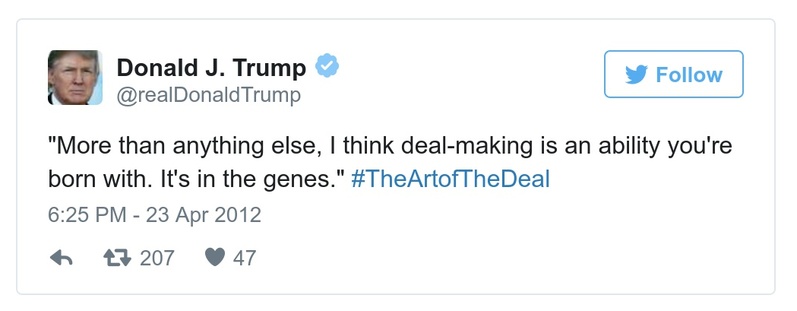 Donald J. Trump
@realDonaldTrump
Follow
"More than anything else, I think deal-making is an ability you're
born with. It's in the genes." #TheArtofTheDeal
6:25 PM - 23 Apr 2012
207 47